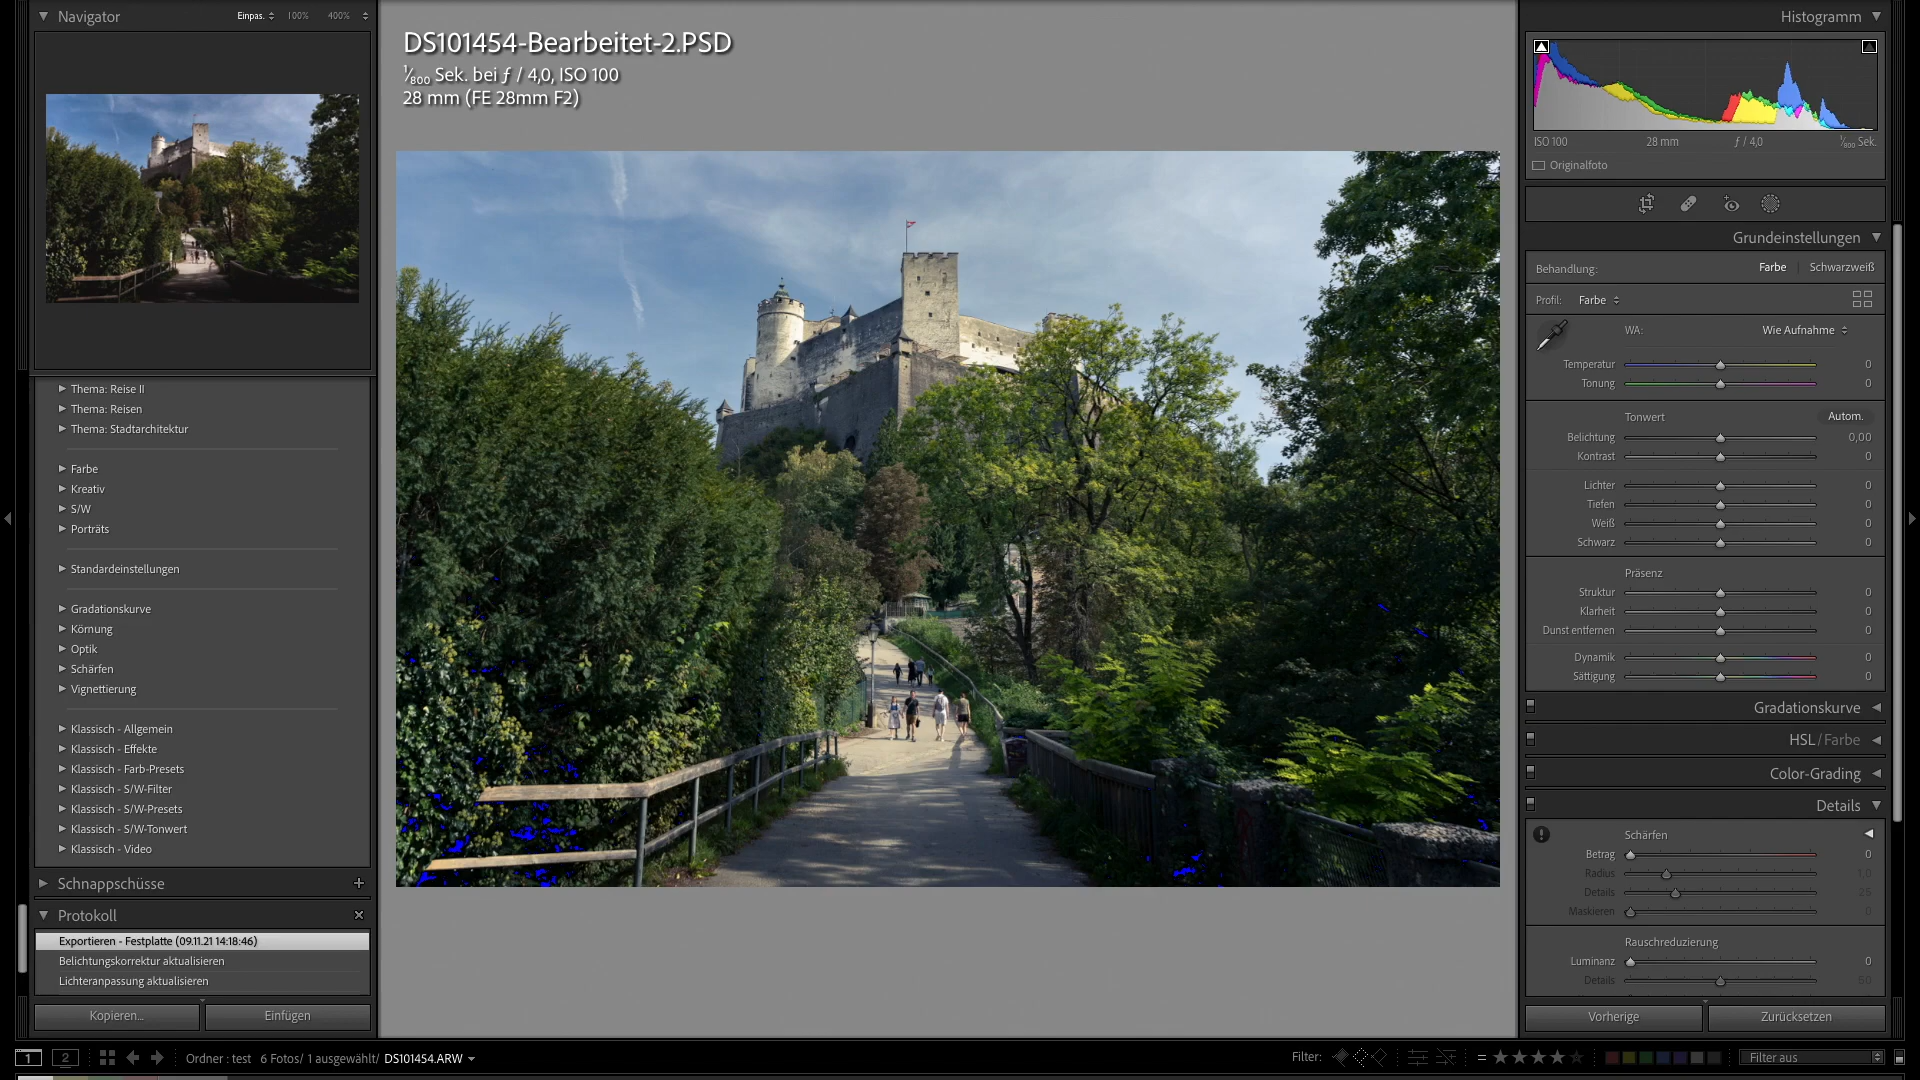 Navigator
Einpas.
100%
400%
Thema: Reise II
Thema: Reisen
Thema: Stadtarchitektur
Farbe
Kreativ
S/W
Porträts
Standardeinstellungen
Gradationskurve
Körnung
Optik
Schärfen
Vignettierung
Klassisch - Allgemein
Klassisch - Effekte
Klassisch - Farb-Presets
Klassisch - S/W-Filter
Klassisch - S/W-Presets
Klassisch - S/W-Tonwert
Klassisch - Video
Schnappschüsse
Protokoll
Exportieren - Festplatte (09.11.21 14:18:46)
Belichtungskorrektur aktualisieren
Lichteranpassung aktualisieren
Kopieren...
Einfügen
DS101454-Bearbeitet-2.PSD
1/800 Sek. bei ƒ / 4,0, ISO 100
28 mm (FE 28mm F2)
Histogramm
ISO 100 28 mm ƒ / 4,0 1/800 Sek.
Originalfoto
Grundeinstellungen
Behandlung: Farbe | Schwarzweiß
Profil: Farbe
WA: Wie Aufnahme
Temperatur 0
Tonung 0
Tonwert Autom.
Belichtung 0,00
Kontrast 0
Lichter 0
Tiefen 0
Weiß 0
Schwarz 0
Präsenz
Struktur 0
Klarheit 0
Dunst entfernen 0
Dynamik 0
Sättigung 0
Gradationskurve
HSL / Farbe
Color-Grading
Details
Schärfen
Betrag 0
Radius 1,0
Details 25
Maskieren 0
Rauschreduzierung
Luminanz 0
Details 50
Vorherige
Zurücksetzen
1 2 Ordner : test 6 Fotos/ 1 ausgewählt/ DS101454.ARW
Filter:
Filter aus